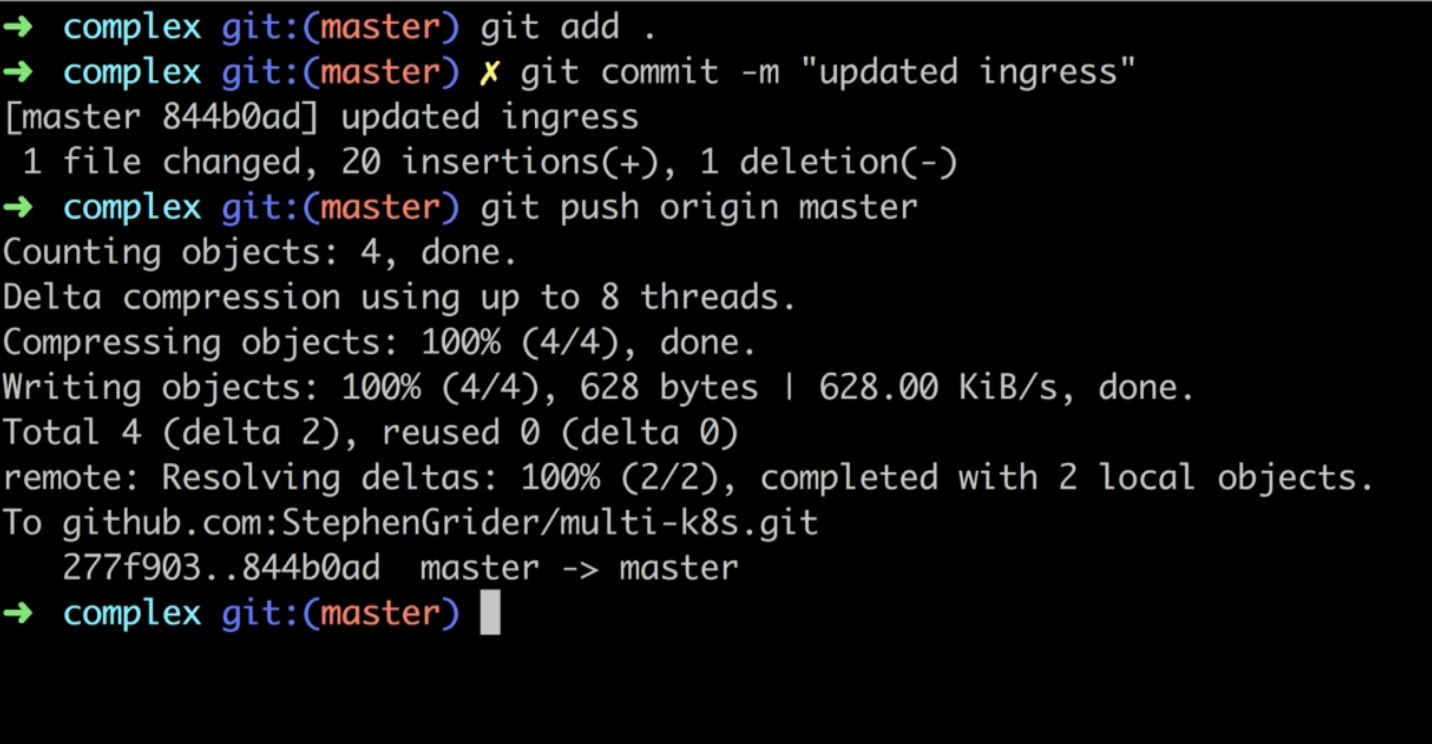 ➜ complex git:(master) git add .
➜ complex git:(master) ✗ git commit -m "updated ingress"
[master 844b0ad] updated ingress
 1 file changed, 20 insertions(+), 1 deletion(-)
➜ complex git:(master) git push origin master
Counting objects: 4, done.
Delta compression using up to 8 threads.
Compressing objects: 100% (4/4), done.
Writing objects: 100% (4/4), 628 bytes | 628.00 KiB/s, done.
Total 4 (delta 2), reused 0 (delta 0)
remote: Resolving deltas: 100% (2/2), completed with 2 local objects.
To github.com:StephenGrider/multi-k8s.git
   277f903..844b0ad  master -> master
➜ complex git:(master)